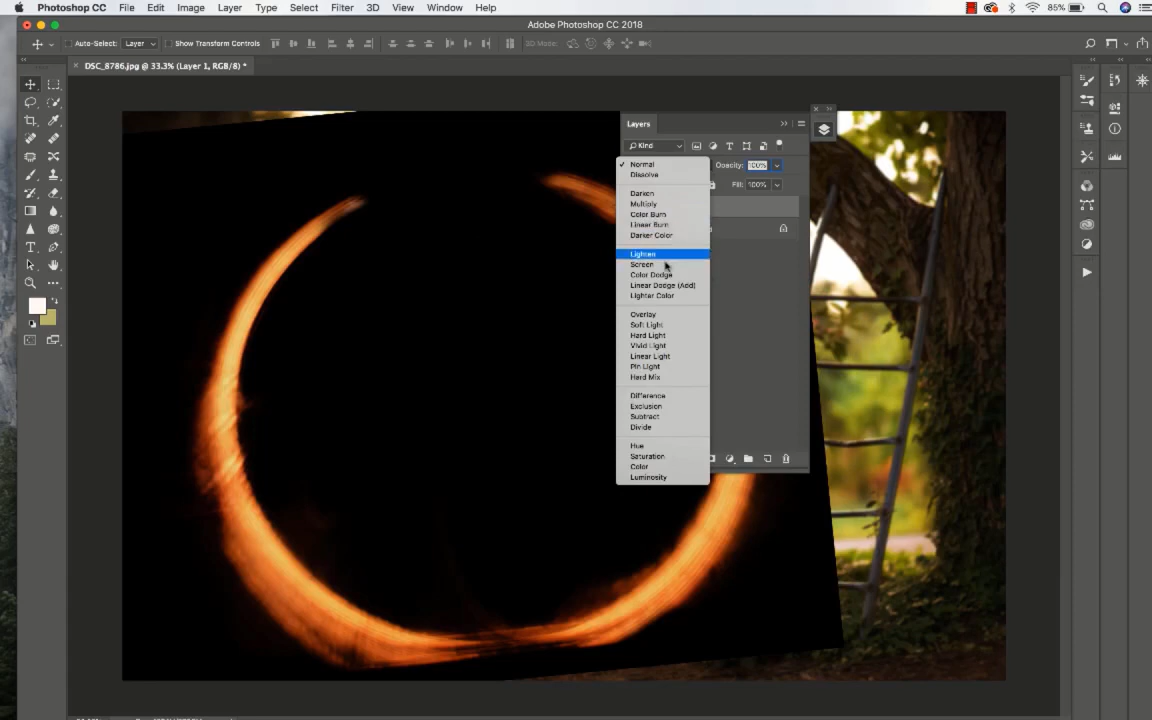 Photoshop CC File Edit Image Layer Type Select Filter 3D View Window Help 85%
Adobe Photoshop CC 2018
Auto-Select: Layer Show Transform Controls 3D Mode:
× DSC_8786.jpg @ 33.3% (Layer 1, RGB/8) *
Layers
Kind
Normal Opacity: 100%
Dissolve
Fill: 100%
Darken
Multiply
Color Burn
Linear Burn
Darker Color
Lighten
Screen
Color Dodge
Linear Dodge (Add)
Lighter Color
Overlay
Soft Light
Hard Light
Vivid Light
Linear Light
Pin Light
Hard Mix
Difference
Exclusion
Subtract
Divide
Hue
Saturation
Color
Luminosity